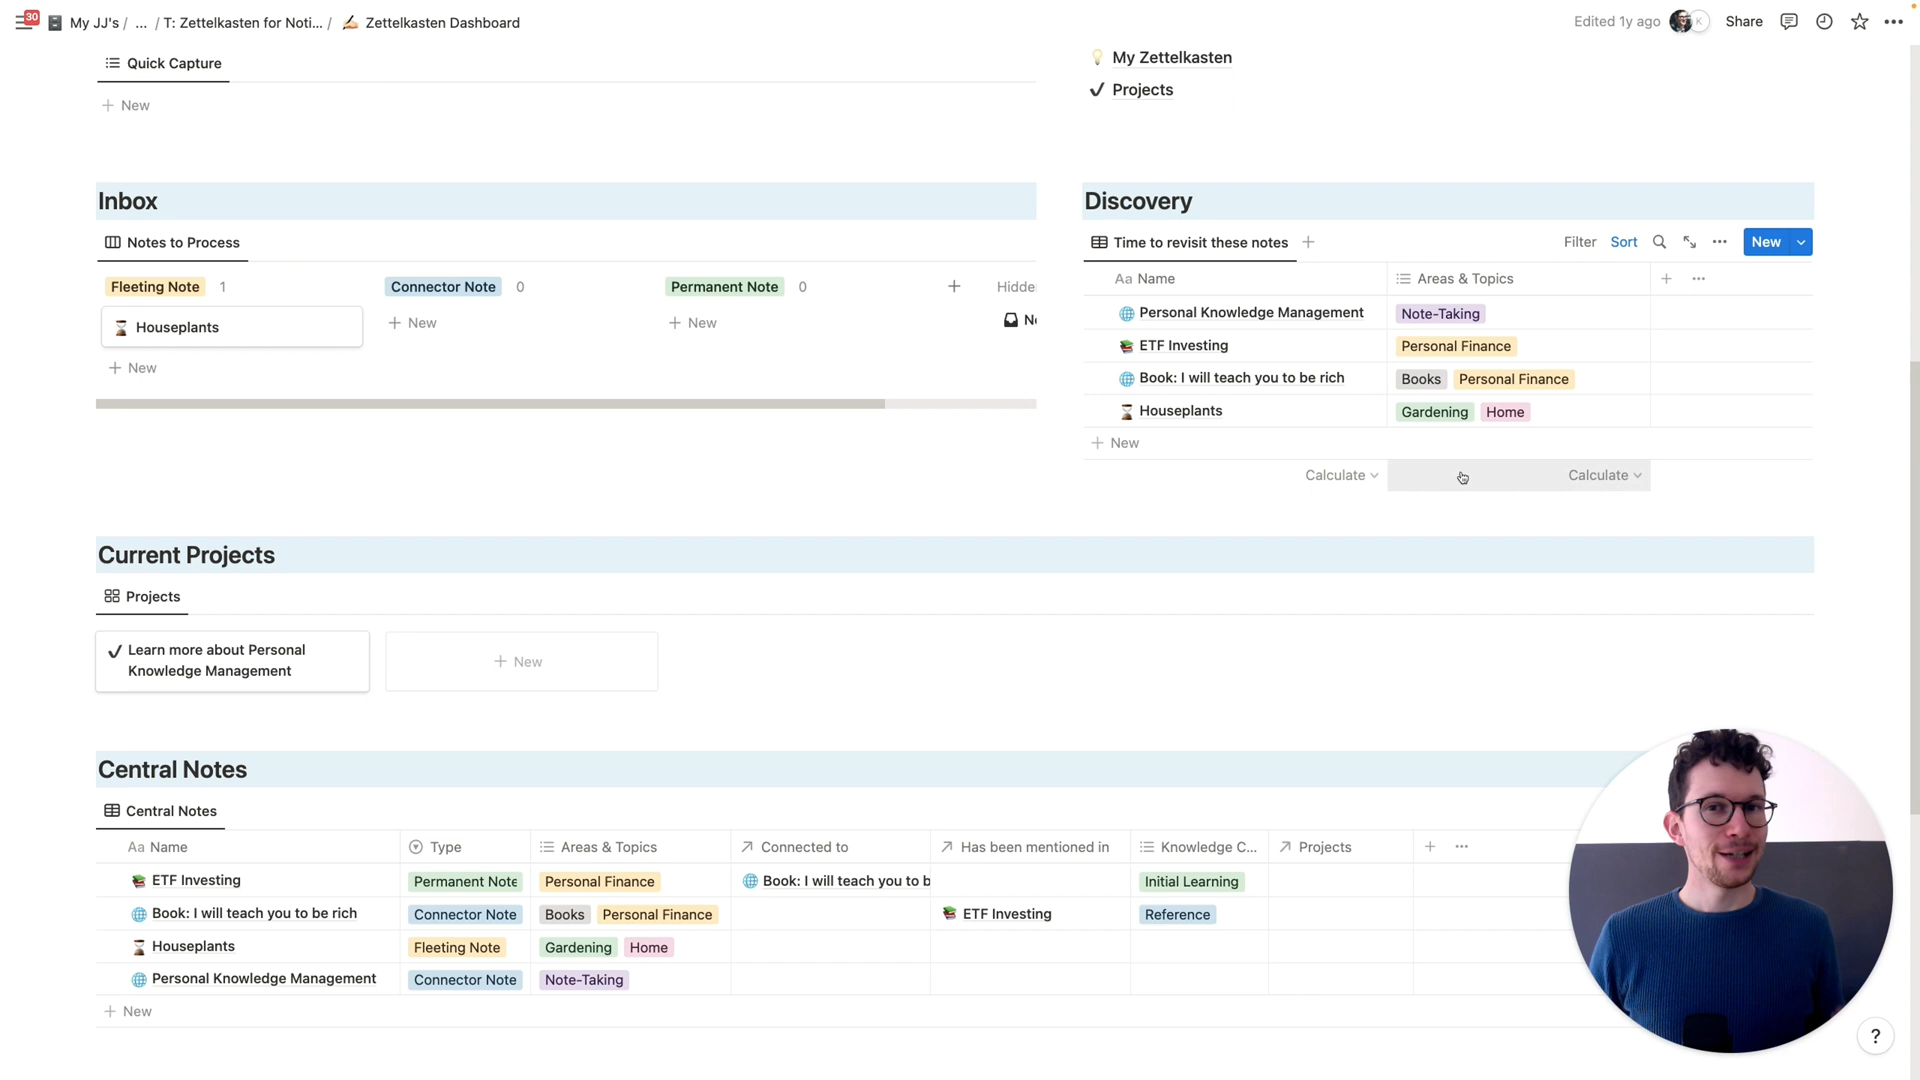 30 My JJ's / ... / T: Zettelkasten for Noti... / Zettelkasten Dashboard
Edited 1y ago K Share
Quick Capture
+ New
My Zettelkasten
Projects
Inbox
Notes to Process
Fleeting Note 1 Connector Note 0 Permanent Note 0 + Hidde
Houseplants
+ New
+ New
+ New
Discovery
Time to revisit these notes +
Filter Sort New
Aa Name Areas & Topics +
Personal Knowledge Management Note-Taking
ETF Investing Personal Finance
Book: I will teach you to be rich Books Personal Finance
Houseplants Gardening Home
+ New
Calculate Calculate
Current Projects
Projects
Learn more about Personal
Knowledge Management
+ New
Central Notes
Central Notes
Aa Name Type Areas & Topics Connected to Has been mentioned in Knowledge C... Projects +
ETF Investing Permanent Note Personal Finance Book: I will teach you to b Initial Learning
Book: I will teach you to be rich Connector Note Books Personal Finance ETF Investing Reference
Houseplants Fleeting Note Gardening Home
Personal Knowledge Management Connector Note Note-Taking
+ New
?